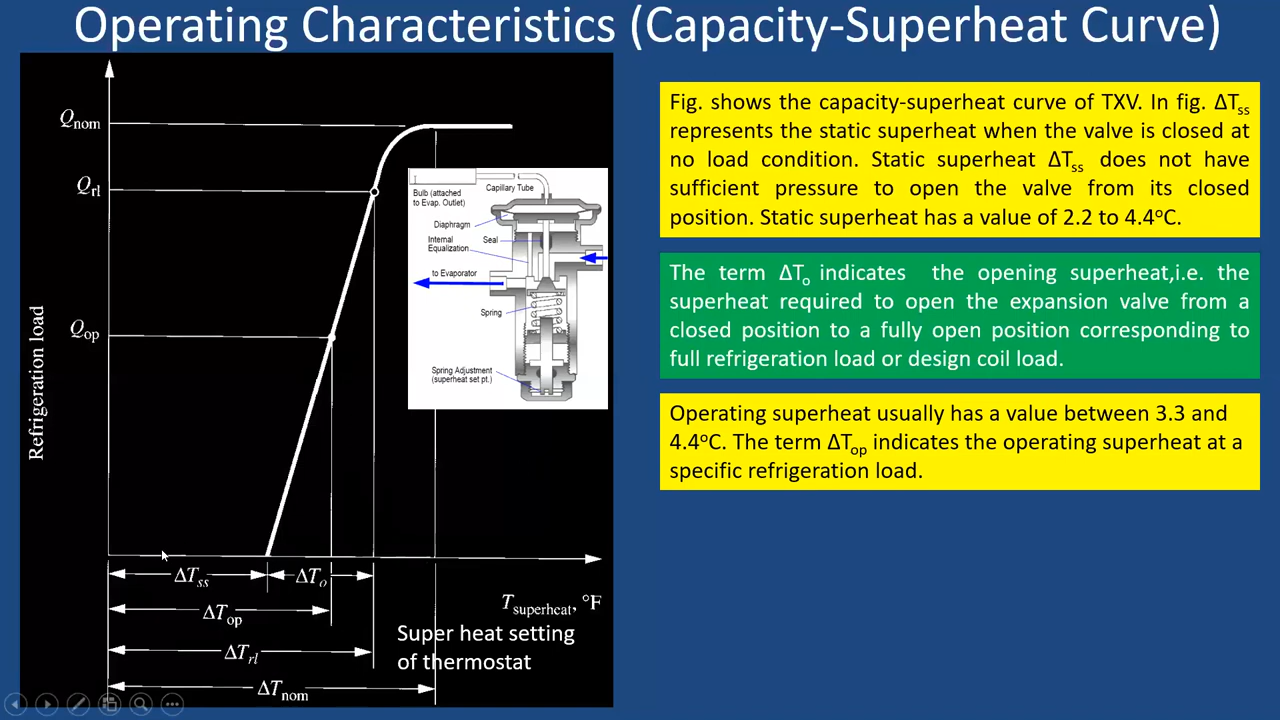 Operating Characteristics (Capacity-Superheat Curve)
Qnom
Qrl
Qop
Refrigeration load
Bulb (attached
to Evap. Outlet)
Capillary Tube
Diaphragm
Internal
Equalization
Seal
to Evaporator
Spring
Spring Adjustment
(superheat set pt.)
ΔTss
ΔTo
ΔTop
ΔTrl
ΔTnom
Tsuperheat, °F
Super heat setting
of thermostat
Fig. shows the capacity-superheat curve of TXV. In fig. ΔTss
represents the static superheat when the valve is closed at
no load condition. Static superheat ΔTss does not have
sufficient pressure to open the valve from its closed
position. Static superheat has a value of 2.2 to 4.4°C.
The term ΔTo indicates the opening superheat,i.e. the
superheat required to open the expansion valve from a
closed position to a fully open position corresponding to
full refrigeration load or design coil load.
Operating superheat usually has a value between 3.3 and
4.4°C. The term ΔTop indicates the operating superheat at a
specific refrigeration load.